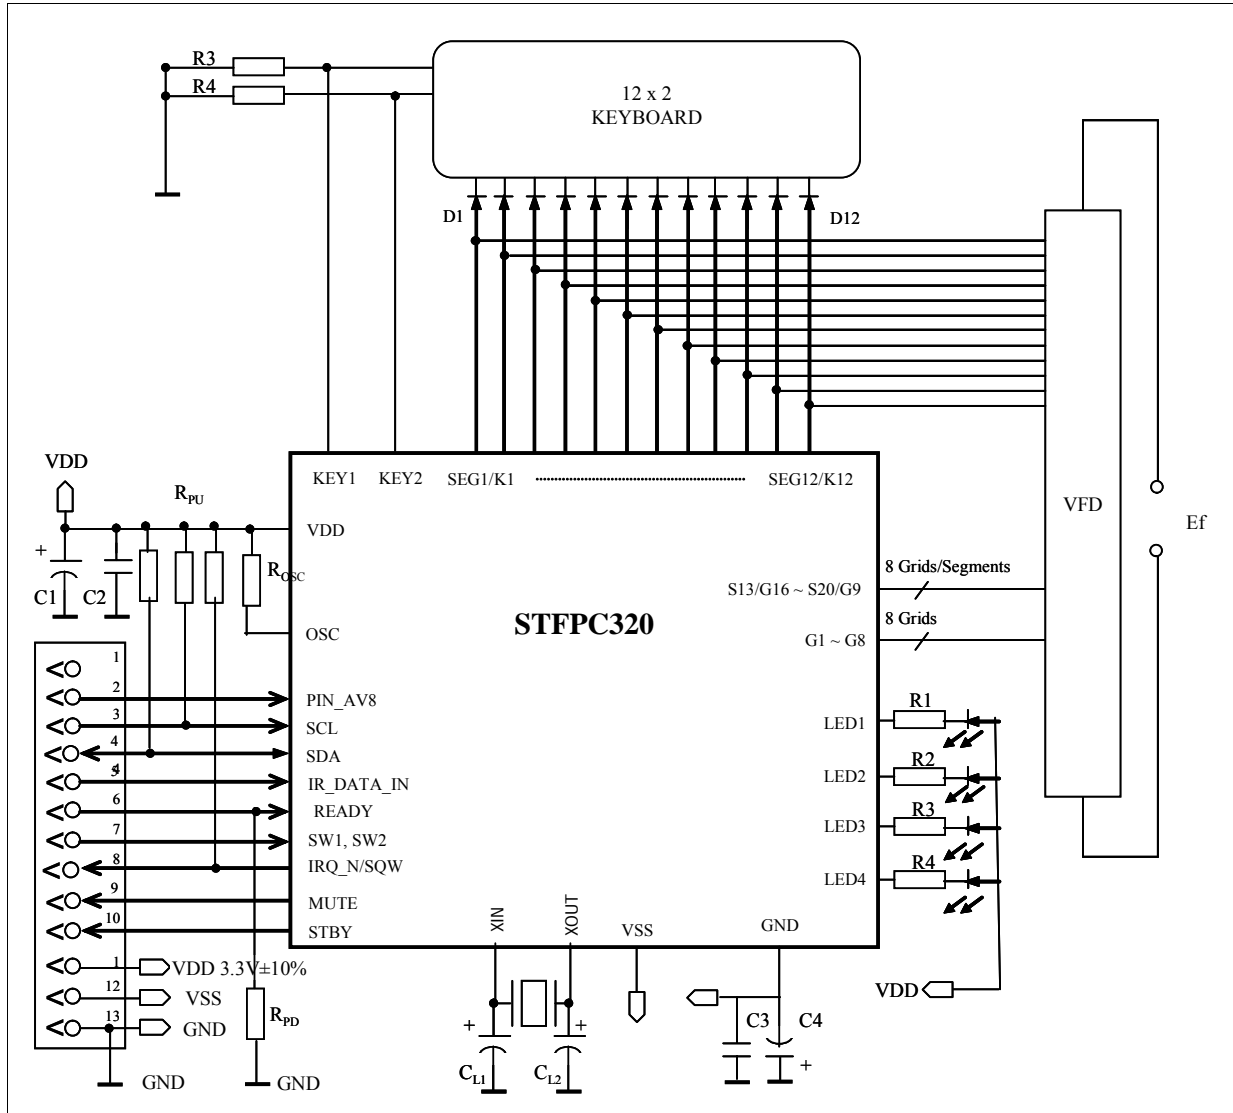 R3
R4
12 x 2
KEYBOARD
D1
D12
VDD
KEY1
KEY2
SEG1/K1
SEG12/K12
RPU
VDD
VFD
Ef
C1
C2
ROSC
8 Grids/Segments
S13/G16 ~ S20/G9
STFPC320
OSC
8 Grids
G1 ~ G8
1
2
PIN_AV8
3
SCL
4
SDA
5
4
IR_DATA_IN
6
READY
7
SW1, SW2
8
IRQ_N/SQW
9
MUTE
10
STBY
LED1
R1
LED2
R2
LED3
R3
LED4
R4
XIN
XOUT
VSS
GND
1
VDD 3.3V±10%
12
VSS
13
GND
RPD
VDD
+
CL1
CL2
+
C3
C4
+
+
GND
GND